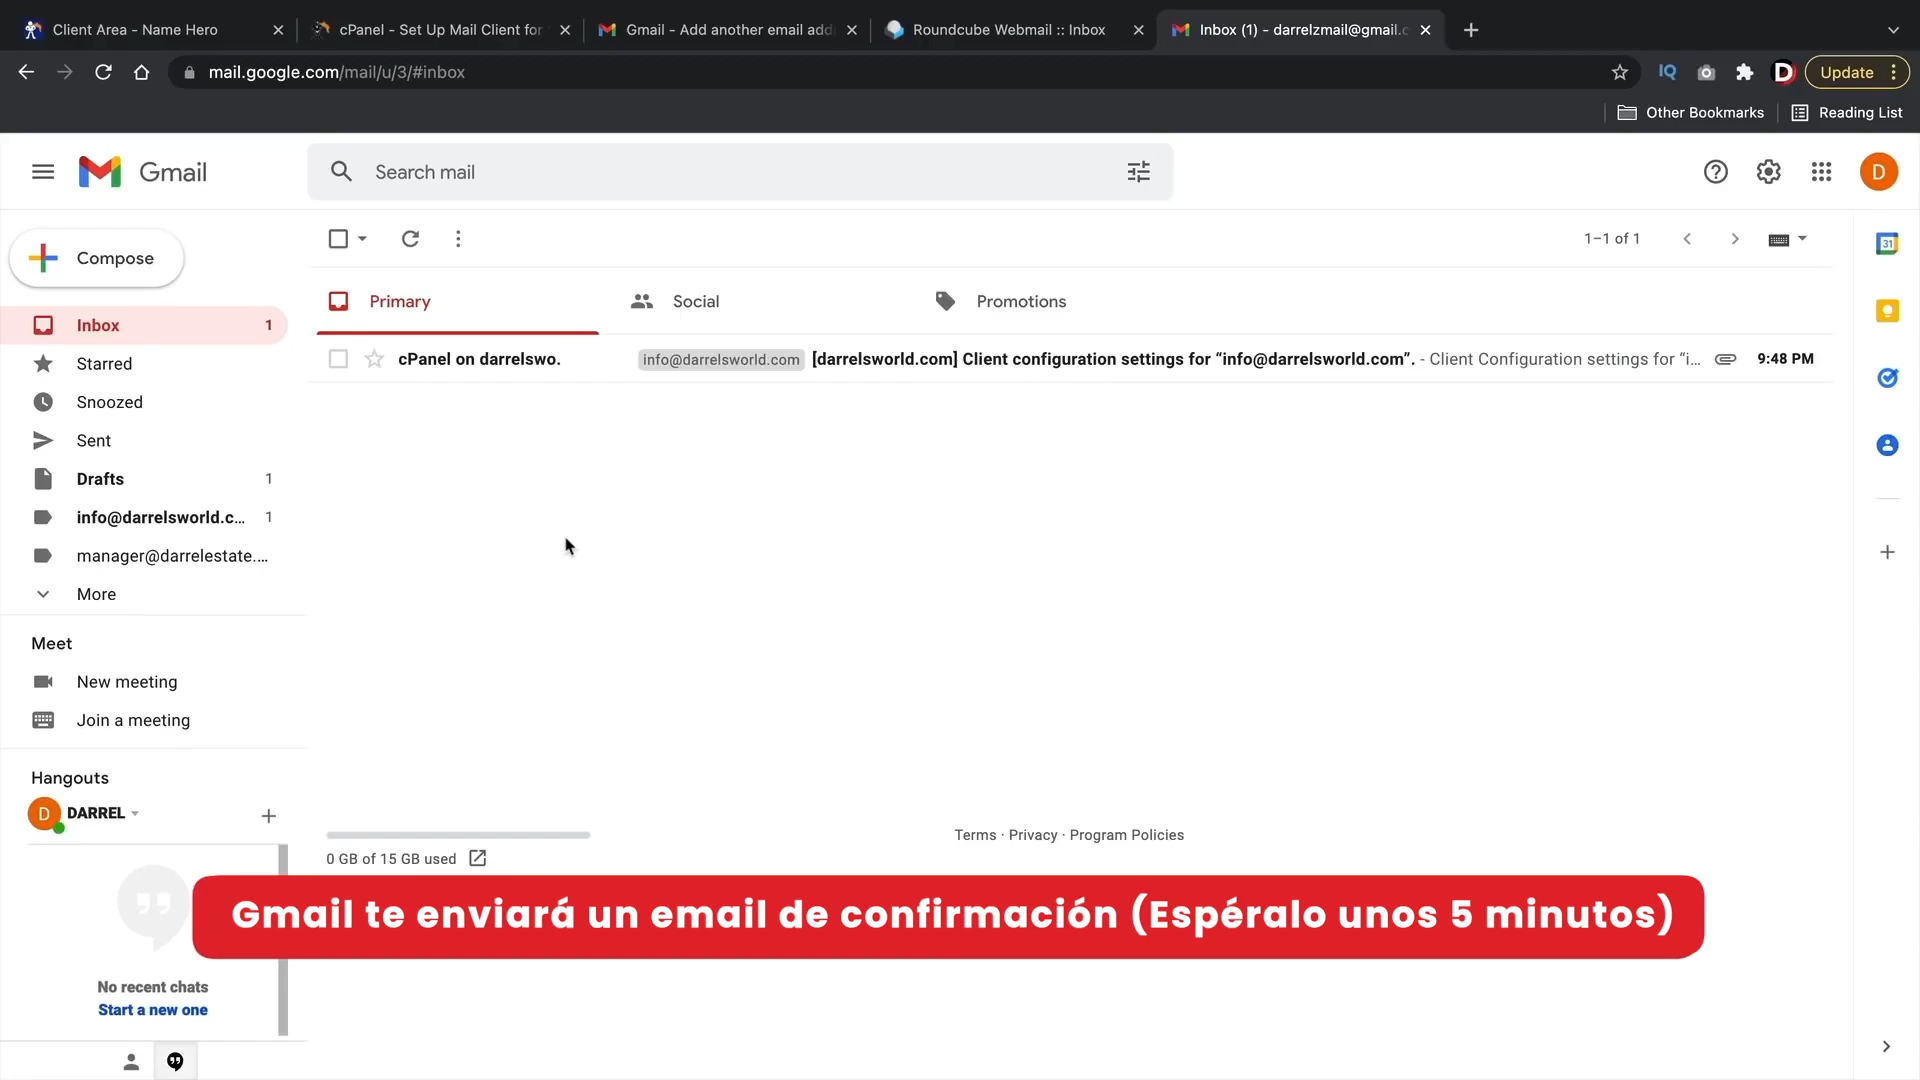 Client Area - Name Hero
cPanel - Set Up Mail Client for
Gmail - Add another email add
Roundcube Webmail :: Inbox
Inbox (1) - darrelzmail@gmail.c
mail.google.com/mail/u/3/#inbox
IQ
D
Update
Other Bookmarks
Reading List
Gmail
Search mail
D
Compose
1–1 of 1
31
Primary
Social
Promotions
Inbox 1
cPanel on darrelswo. info@darrelsworld.com [darrelsworld.com] Client configuration settings for “info@darrelsworld.com”. - Client Configuration settings for “i... 9:48 PM
Starred
Snoozed
Sent
Drafts 1
info@darrelsworld.c... 1
manager@darrelestate....
More
Meet
New meeting
Join a meeting
Hangouts
D DARREL
Terms · Privacy · Program Policies
0 GB of 15 GB used
Gmail te enviará un email de confirmación (Espéralo unos 5 minutos)
No recent chats
Start a new one